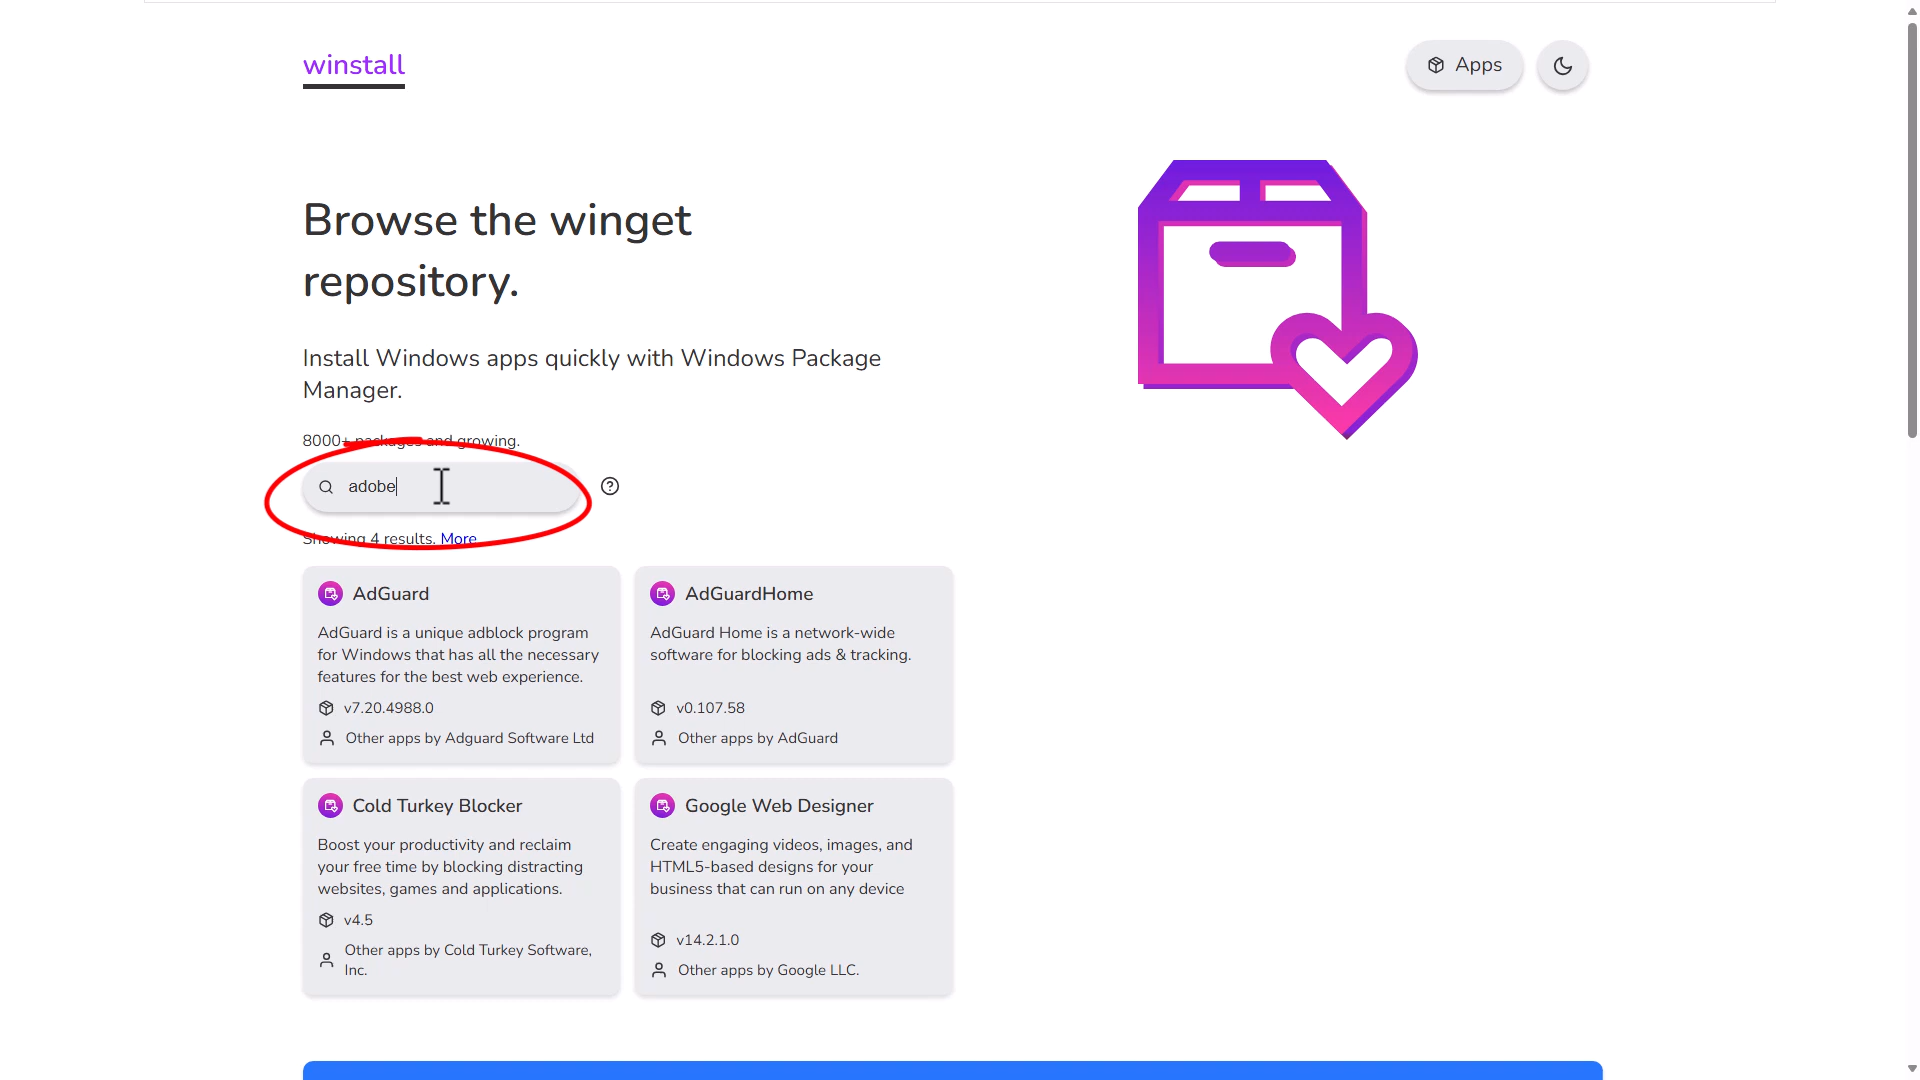 winstall
Apps
Browse the winget
repository.
Install Windows apps quickly with Windows Package
Manager.
8000+ packages and growing.
adobe
Showing 4 results. More
AdGuard
AdGuard is a unique adblock program
for Windows that has all the necessary
features for the best web experience.
v7.20.4988.0
Other apps by Adguard Software Ltd
AdGuardHome
AdGuard Home is a network-wide
software for blocking ads & tracking.
v0.107.58
Other apps by AdGuard
Cold Turkey Blocker
Boost your productivity and reclaim
your free time by blocking distracting
websites, games and applications.
v4.5
Other apps by Cold Turkey Software,
Inc.
Google Web Designer
Create engaging videos, images, and
HTML5-based designs for your
business that can run on any device
v14.2.1.0
Other apps by Google LLC.